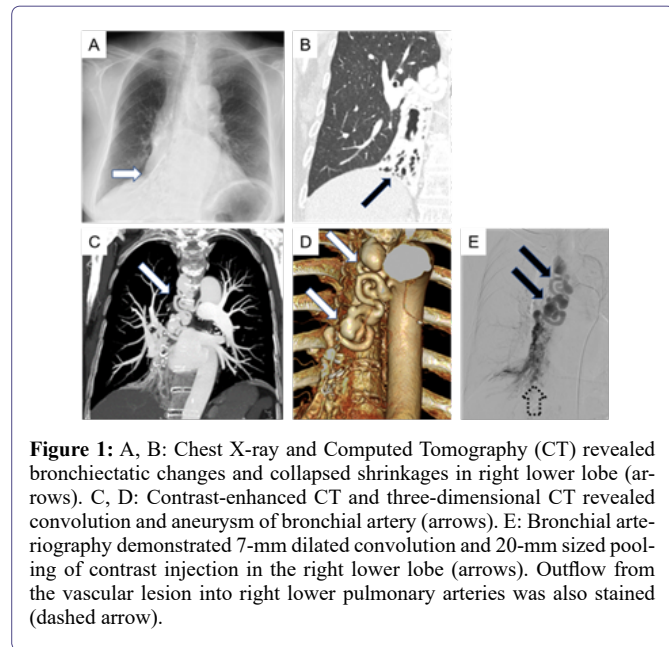 A
B
C
D
E
Figure 1: A, B: Chest X-ray and Computed Tomography (CT) revealed
bronchiectatic changes and collapsed shrinkages in right lower lobe (ar-
rows). C, D: Contrast-enhanced CT and three-dimensional CT revealed
convolution and aneurysm of bronchial artery (arrows). E: Bronchial arte-
riography demonstrated 7-mm dilated convolution and 20-mm sized pool-
ing of contrast injection in the right lower lobe (arrows). Outflow from
the vascular lesion into right lower pulmonary arteries was also stained
(dashed arrow).